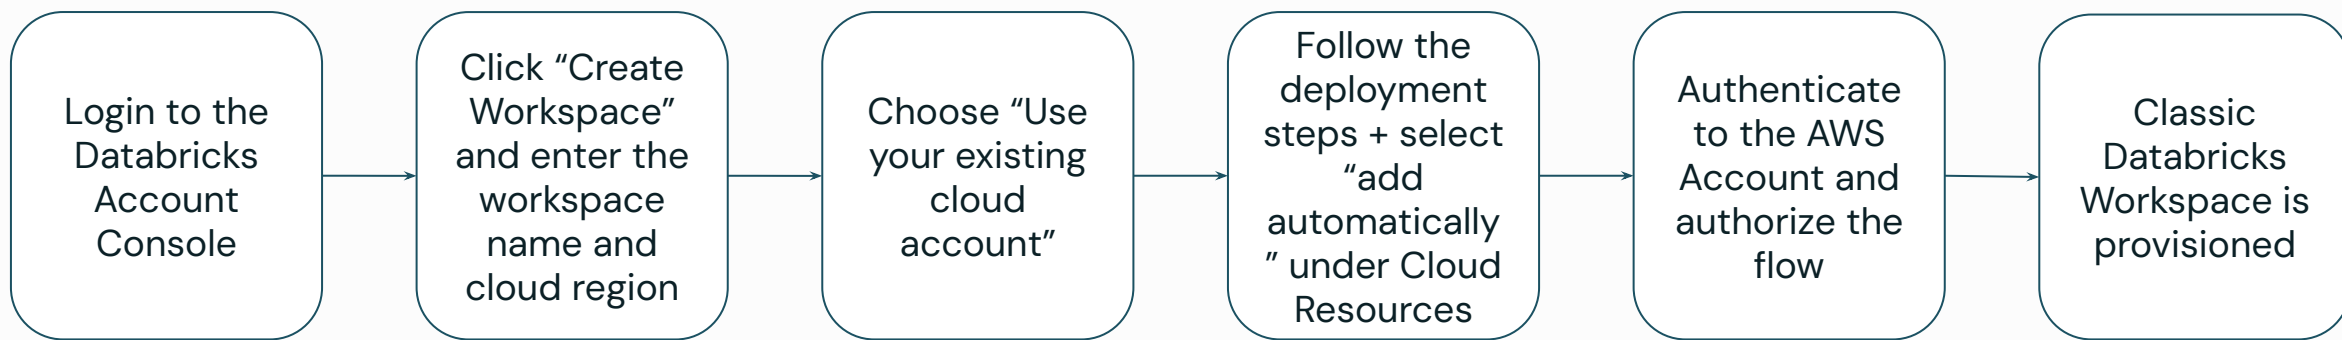 Login to the
Databricks
Account
Console
Click “Create
Workspace”
and enter the
workspace
name and
cloud region
Choose “Use
your existing
cloud
account”
Follow the
deployment
steps + select
“add
automatically
” under Cloud
Resources
Authenticate
to the AWS
Account and
authorize the
flow
Classic
Databricks
Workspace is
provisioned